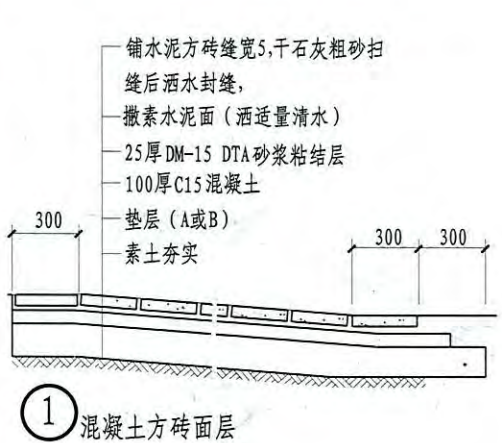 铺水泥方砖缝宽5,干石灰粗砂扫
缝后洒水封缝,
撒素水泥面（洒适量清水）
25厚DM-15 DTA砂浆粘结层
100厚C15混凝土
垫层（A或B）
素土夯实
300
300
300
1 混凝土方砖面层